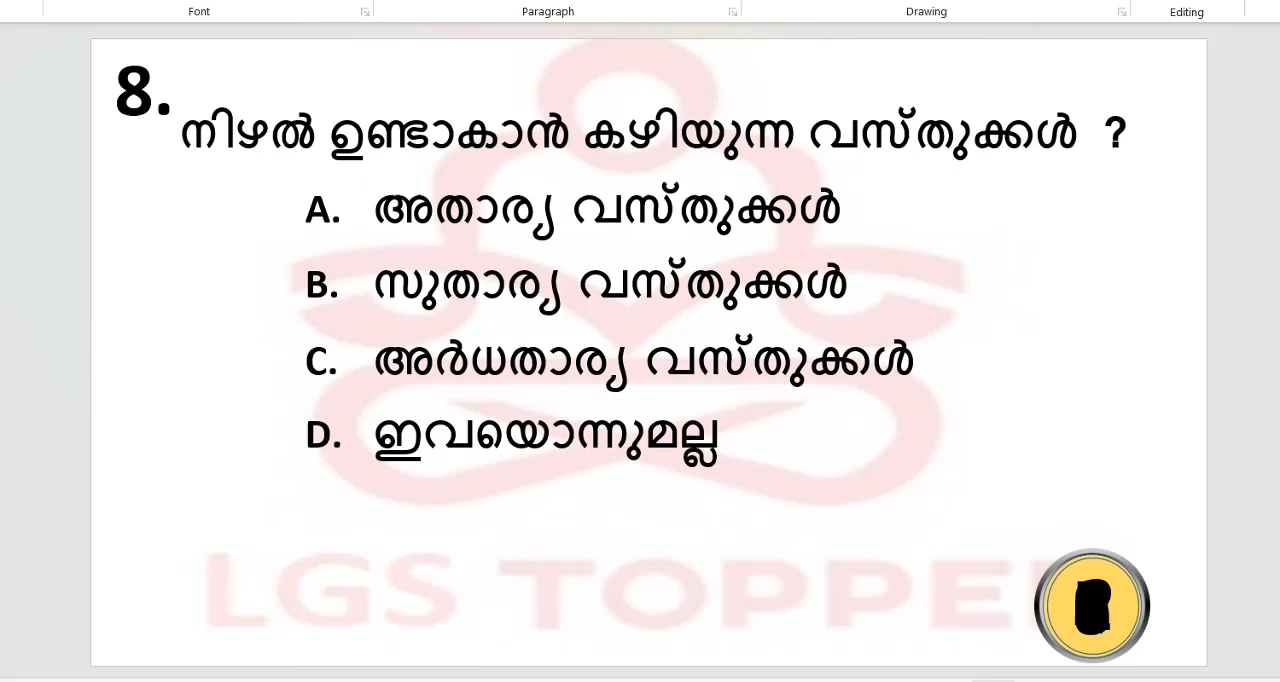 Font Paragraph Drawing Editing
8.
നിഴൽ ഉണ്ടാകാൻ കഴിയുന്ന വസ്തുക്കൾ ?
A. അതാര്യ വസ്തുക്കൾ
B. സുതാര്യ വസ്തുക്കൾ
C. അർധതാര്യ വസ്തുക്കൾ
D. ഇവയൊന്നുമല്ല
LGS TOPPE